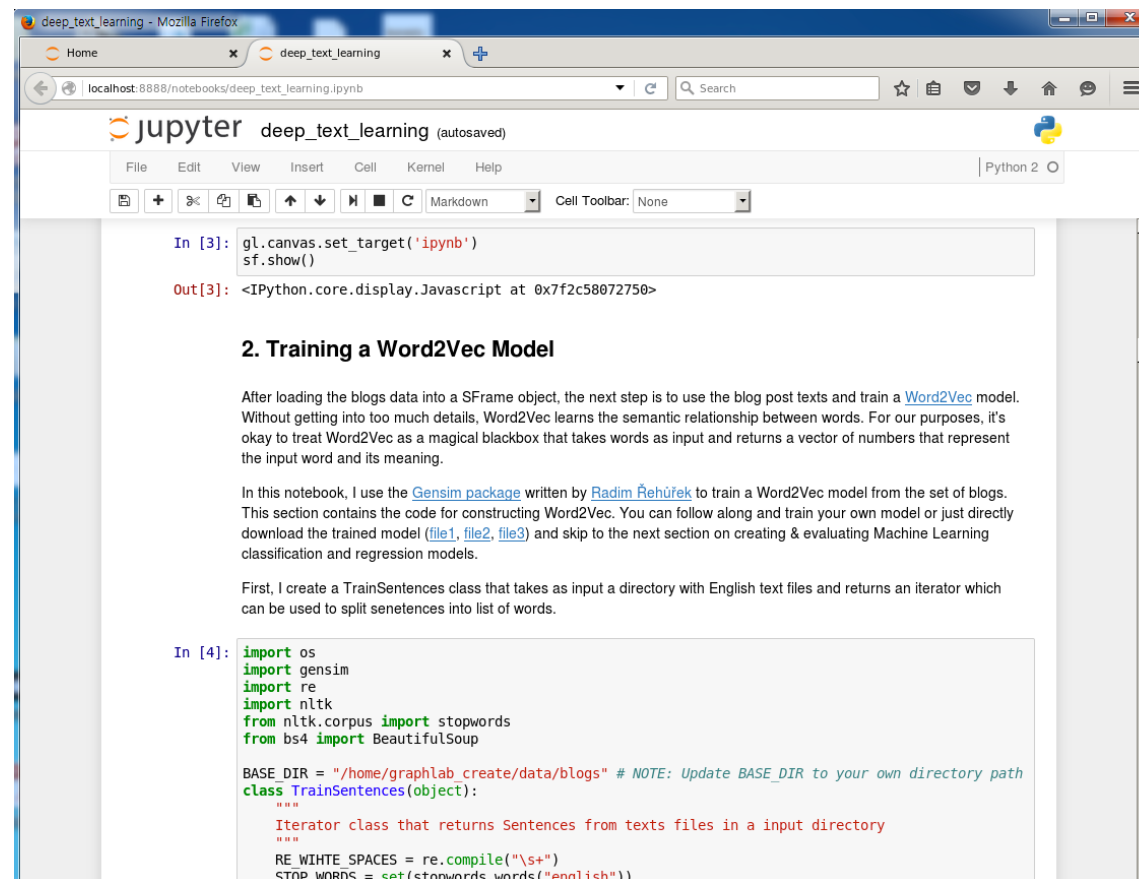 deep_text_learning - Mozilla Firefox
Home
deep_text_learning
localhost:8888/notebooks/deep_text_learning.ipynb
Search
jupyter deep_text_learning (autosaved)
File Edit View Insert Cell Kernel Help Python 2
Markdown Cell Toolbar: None
In [3]: gl.canvas.set_target('ipynb')
sf.show()
Out[3]: <IPython.core.display.Javascript at 0x7f2c58072750>
2. Training a Word2Vec Model
After loading the blogs data into a SFrame object, the next step is to use the blog post texts and train a Word2Vec model.
Without getting into too much details, Word2Vec learns the semantic relationship between words. For our purposes, it's
okay to treat Word2Vec as a magical blackbox that takes words as input and returns a vector of numbers that represent
the input word and its meaning.
In this notebook, I use the Gensim package written by Radim Řehůřek to train a Word2Vec model from the set of blogs.
This section contains the code for constructing Word2Vec. You can follow along and train your own model or just directly
download the trained model (file1, file2, file3) and skip to the next section on creating & evaluating Machine Learning
classification and regression models.
First, I create a TrainSentences class that takes as input a directory with English text files and returns an iterator which
can be used to split senetences into list of words.
In [4]: import os
import gensim
import re
import nltk
from nltk.corpus import stopwords
from bs4 import BeautifulSoup
BASE_DIR = "/home/graphlab_create/data/blogs" # NOTE: Update BASE_DIR to your own directory path
class TrainSentences(object):
"""
Iterator class that returns Sentences from texts files in a input directory
"""
RE_WIHTE_SPACES = re.compile("\s+")
STOP_WORDS = set(stopwords.words("english"))